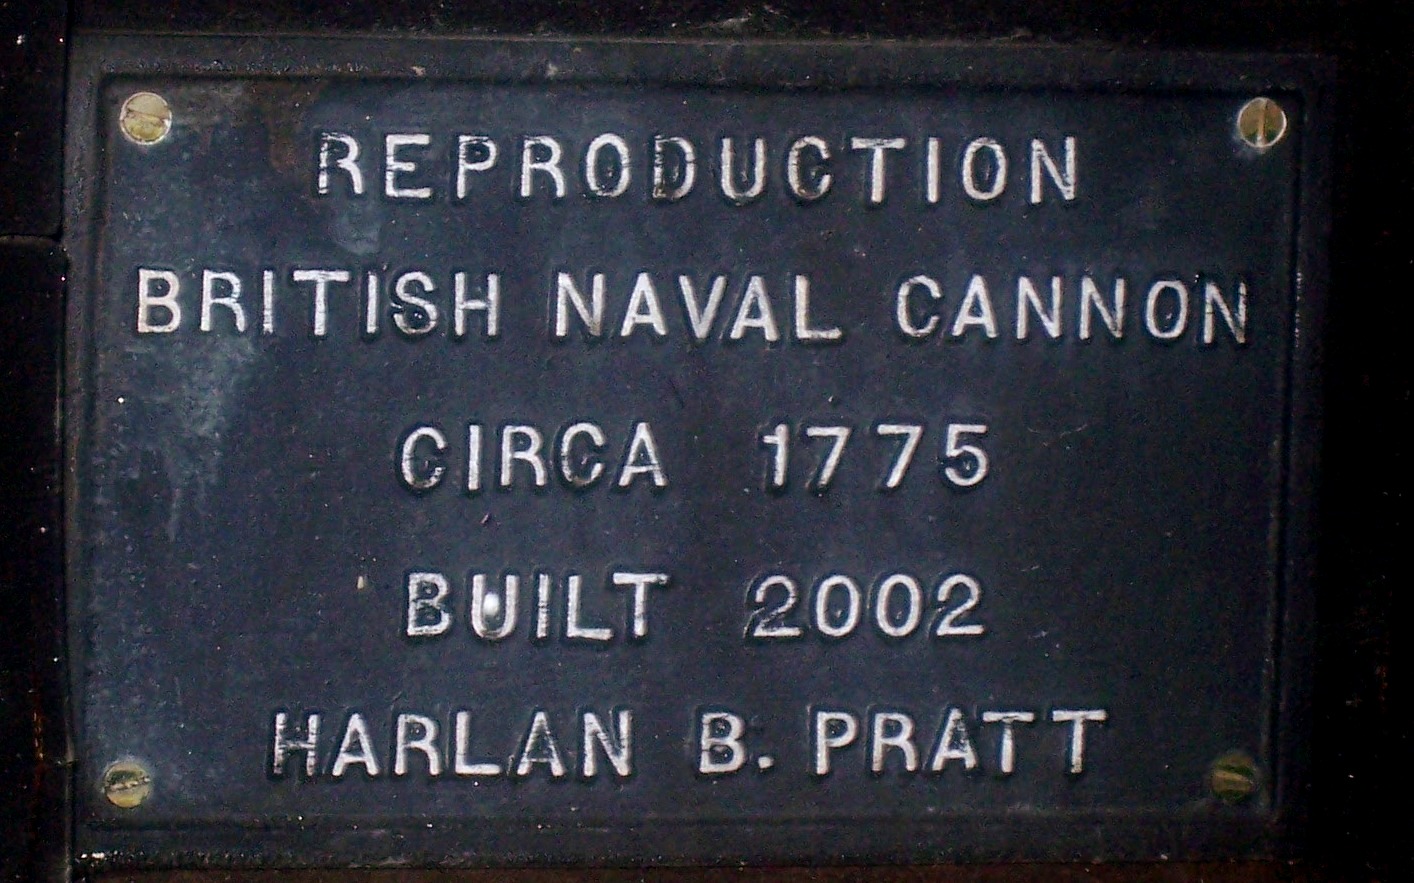 REPRODUCTION
BRITISH NAVAL CANNON
CIRCA 1775
BUILT 2002
HARLAN B. PRATT